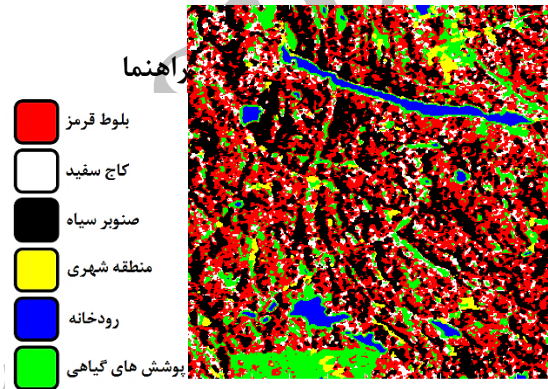 راهنما
بلوط قرمز
کاج سفید
صنوبر سیاه
منطقه شهری
رودخانه
پوشش های گیاهی